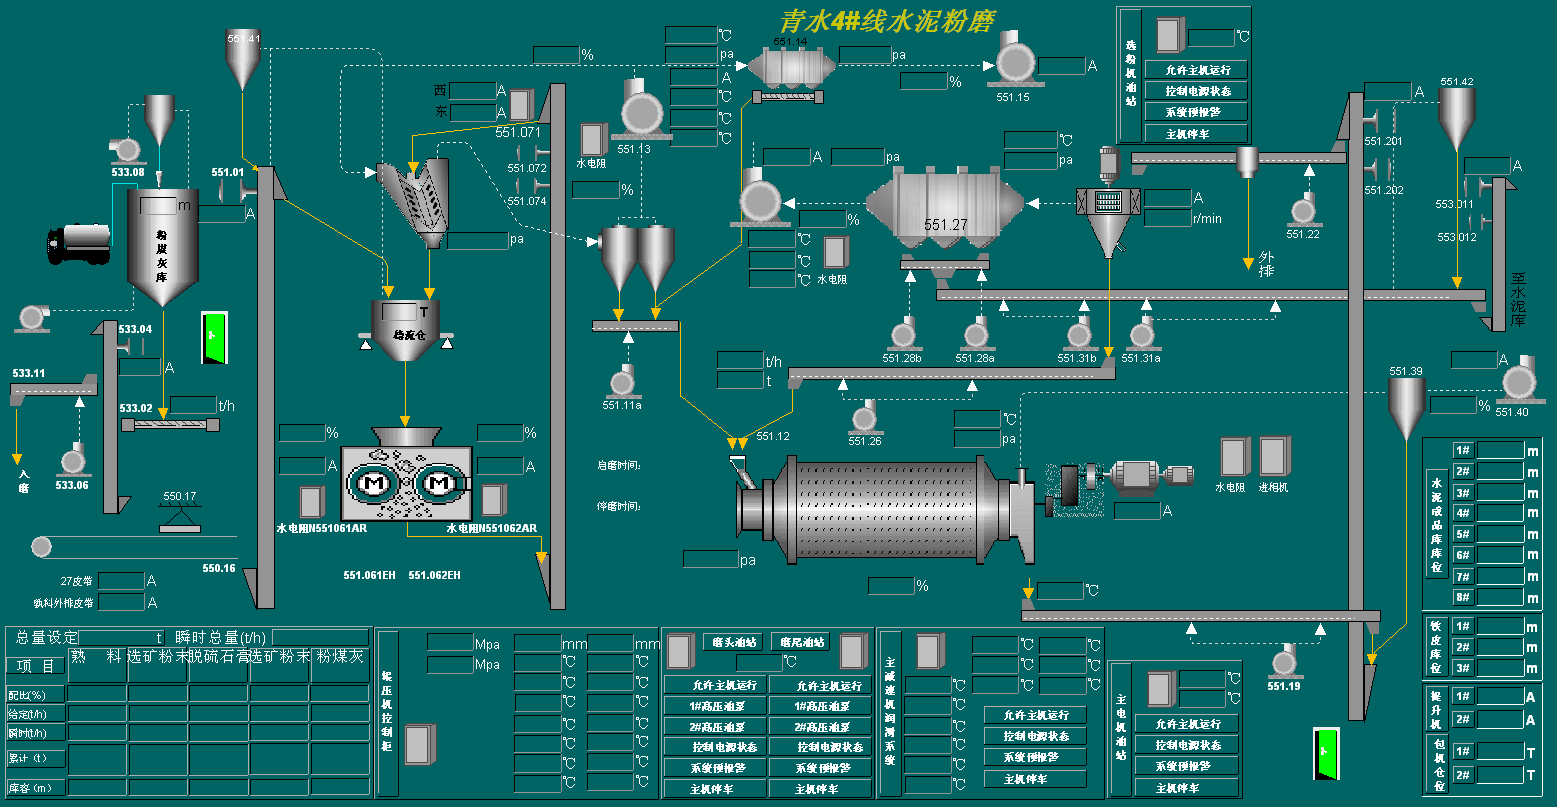 青水4#线水泥粉磨
551.41
533.08
551.01
m
A
粉煤灰库
533.04
A
533.11
533.02
t/h
入磨
533.06
550.17
550.16
27皮带
A
A
西
A
东
A
551.071
551.072
551.074
pa
T
稳流仓
%
%
A
A
M
M
水电阻N551061AR
水电阻N551062AR
551.061EH
551.062EH
%
℃
pa
A
℃
℃
℃
551.13
水电阻
%
551.14
pa
%
551.15
A
A
pa
%
℃
℃
℃
水电阻
551.27
℃
pa
A
r/min
选粉机油站
℃
允许主机运行
控制电源状态
系统预报警
主机停车
551.22
外排
A
551.201
551.202
551.42
A
553.011
553.012
至水泥库
551.28b
551.28a
551.31b
551.31a
551.11a
t/h
t
551.26
551.12
℃
pa
启磨时间:
停磨时间:
pa
%
A
水电阻
进相机
551.39
A
%
551.40
℃
551.19
水泥成品库库位
1# m
2# m
3# m
4# m
5# m
6# m
7# m
8# m
铁皮库位
1# m
2# m
3# m
提升机
1# A
2# A
包机仓位
1# T
2# T
总量设定 t 瞬时总量(t/h)
项 目 熟 料 选矿粉末 脱硫石膏 选矿粉末 粉煤灰
配比(%)
给定(t/h)
瞬时(t/h)
累计（t）
库容（m）
辊压机控制柜
Mpa
Mpa
mm mm
℃ ℃
℃ ℃
℃ ℃
℃ ℃
℃ ℃
℃ ℃
℃ ℃
磨头油站 磨尾油站
℃
允许主机运行 允许主机运行
1#高压油泵 1#高压油泵
2#高压油泵 2#高压油泵
控制电源状态 控制电源状态
系统预报警 系统预报警
主机停车 主机停车
主减速机润滑系统
℃ ℃
℃ ℃
℃ ℃
℃
℃
℃
℃
℃
℃
允许主机运行
控制电源状态
系统预报警
主机停车
主电机油站
℃
℃
允许主机运行
控制电源状态
系统预报警
主机停车